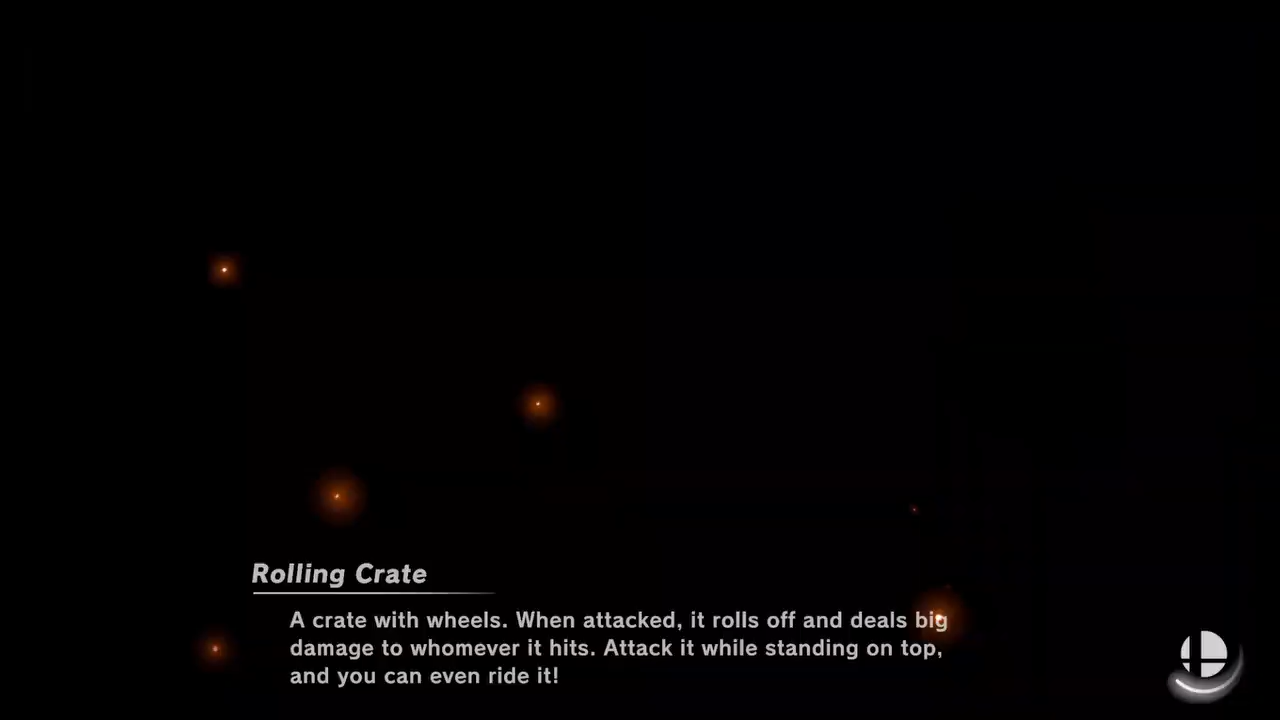 Rolling Crate
A crate with wheels. When attacked, it rolls off and deals big
damage to whomever it hits. Attack it while standing on top,
and you can even ride it!